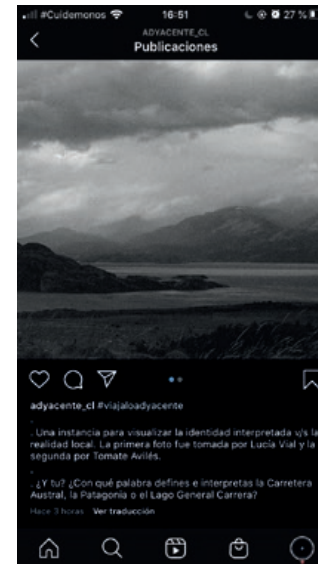 #Cuidemonos 16:51 27 %
ADYACENTE_CL
Publicaciones
adyacente_cl #viajaloadyacente
.
. Una instancia para visualizar la identidad interpretada v/s la
realidad local. La primera foto fue tomada por Lucía Vial y la
segunda por Tomate Avilés.
.
. ¿Y tu? ¿Con qué palabra defines e interpretas la Carretera
Austral, la Patagonia o el Lago General Carrera?
Hace 3 horas Ver traducción